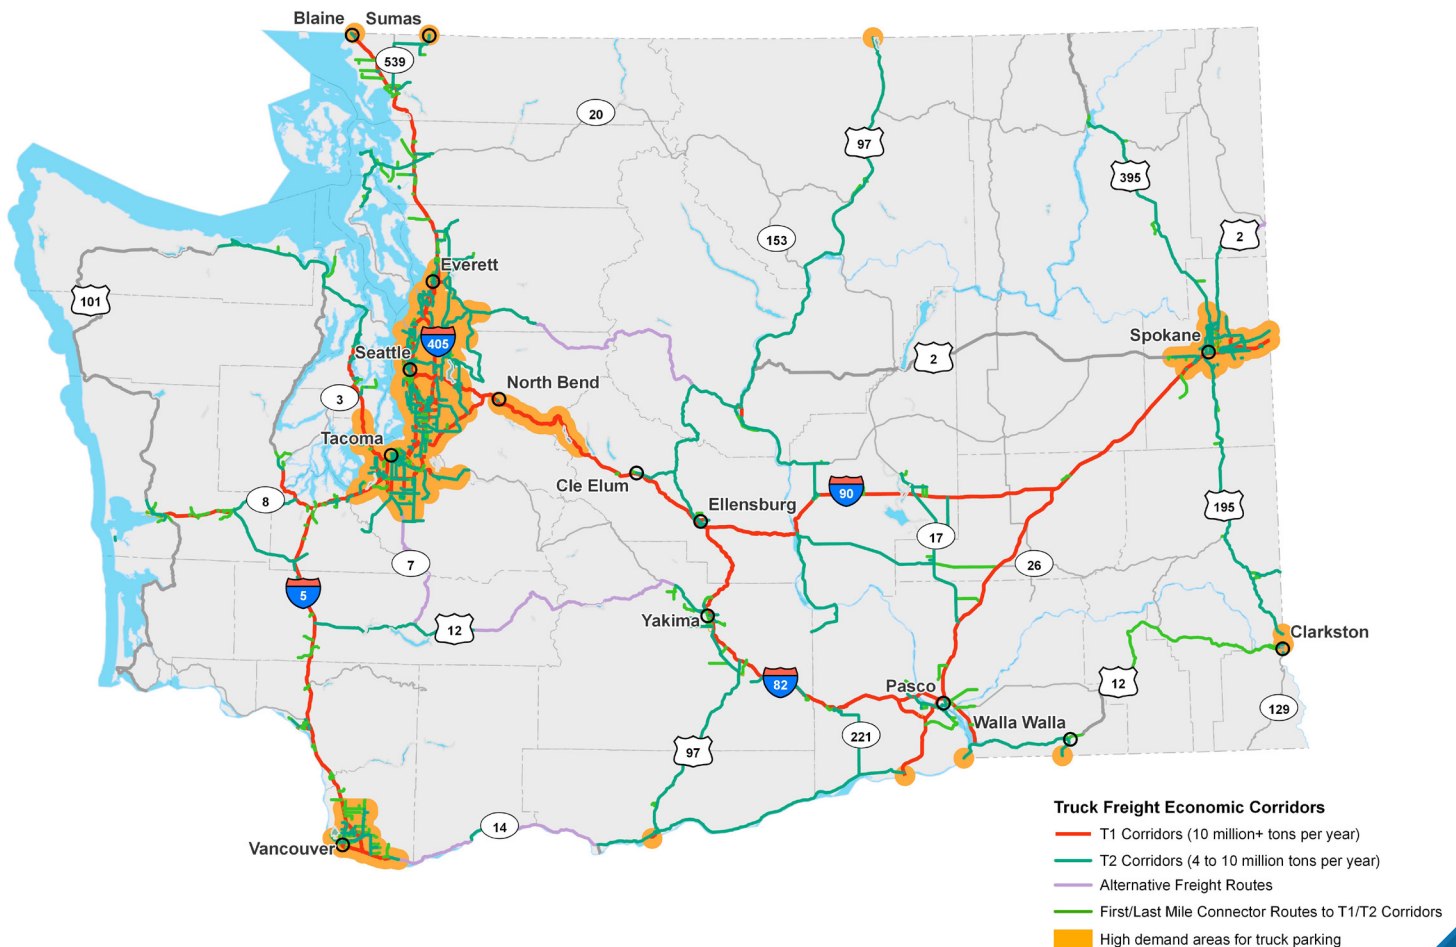 Blaine Sumas
539
20
97
395
153
2
101
Everett
405
Spokane
2
Seattle
North Bend
3
Tacoma
Cle Elum
90
8
Ellensburg
195
17
7
26
5
Yakima
12
Clarkston
82
Pasco
12
129
Walla Walla
221
97
14
Vancouver
Truck Freight Economic Corridors
T1 Corridors (10 million+ tons per year)
T2 Corridors (4 to 10 million tons per year)
Alternative Freight Routes
First/Last Mile Connector Routes to T1/T2 Corridors
High demand areas for truck parking